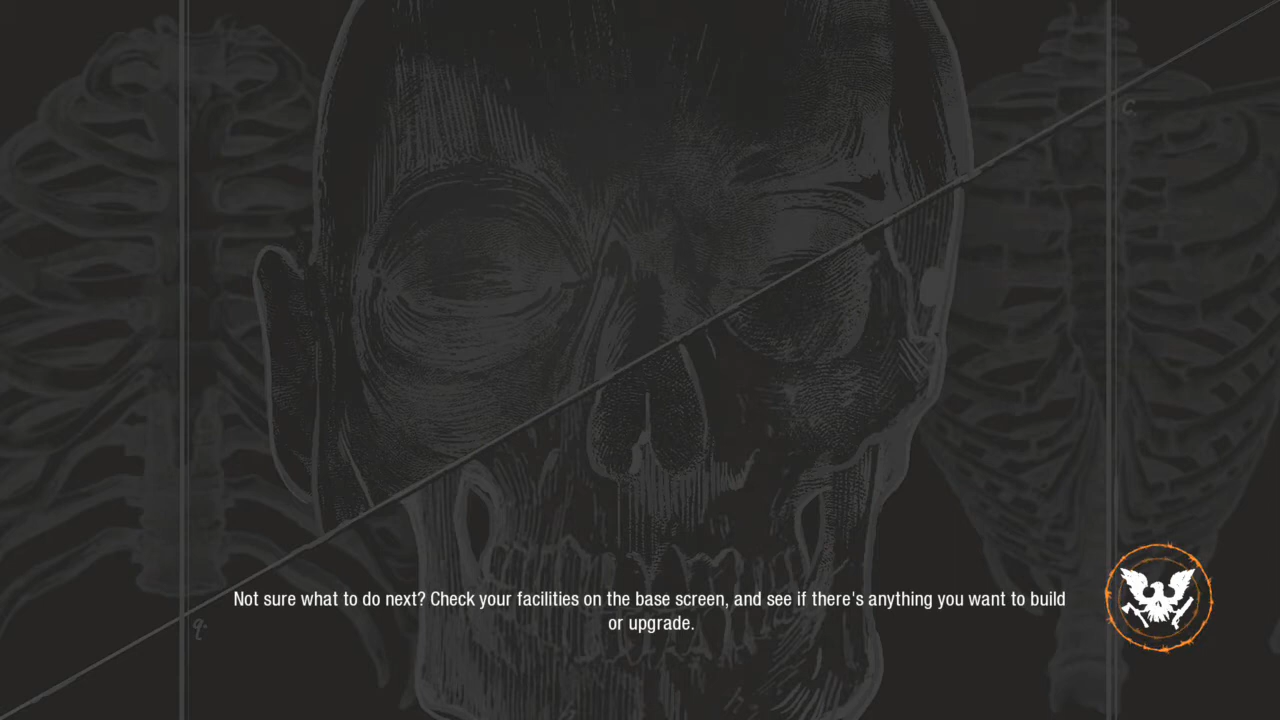 C.
Not sure what to do next? Check your facilities on the base screen, and see if there's anything you want to build
or upgrade.
q.